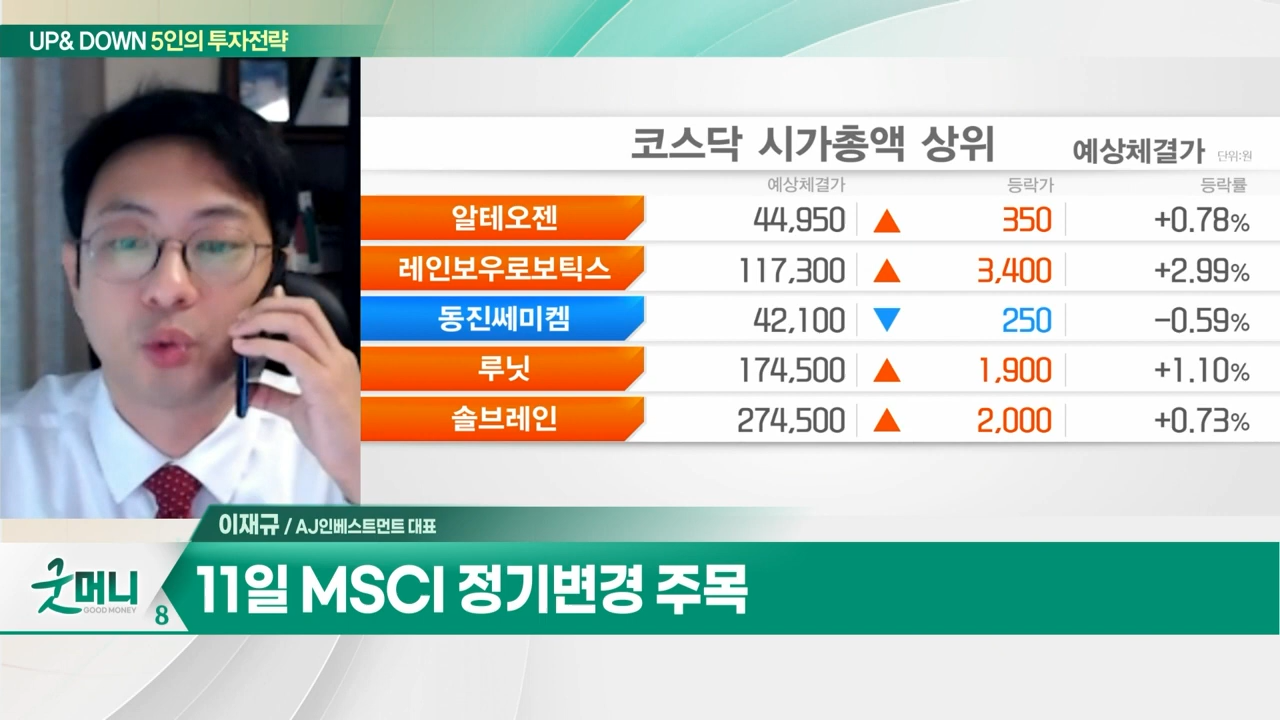 UP& DOWN 5인의 투자전략
코스닥 시가총액 상위 예상체결가 단위:원
예상체결가 등락가 등락률
알테오젠 44,950 ▲ 350 +0.78%
레인보우로보틱스 117,300 ▲ 3,400 +2.99%
동진쎄미켐 42,100 ▼ 250 -0.59%
루닛 174,500 ▲ 1,900 +1.10%
솔브레인 274,500 ▲ 2,000 +0.73%
이재규 / AJ인베스트먼트 대표
굿머니
GOOD MONEY
8
11일 MSCI 정기변경 주목